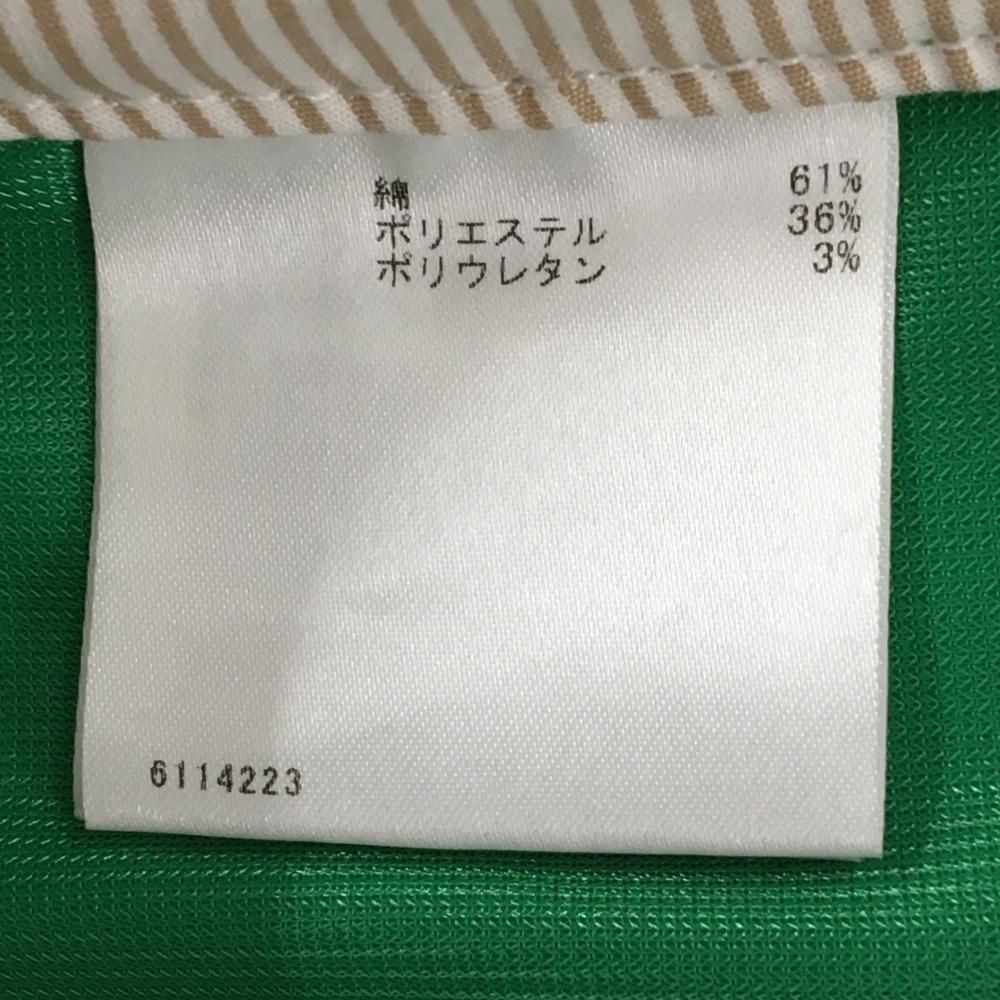 綿 61%
ポリエステル 36%
ポリウレタン 3%
6114223